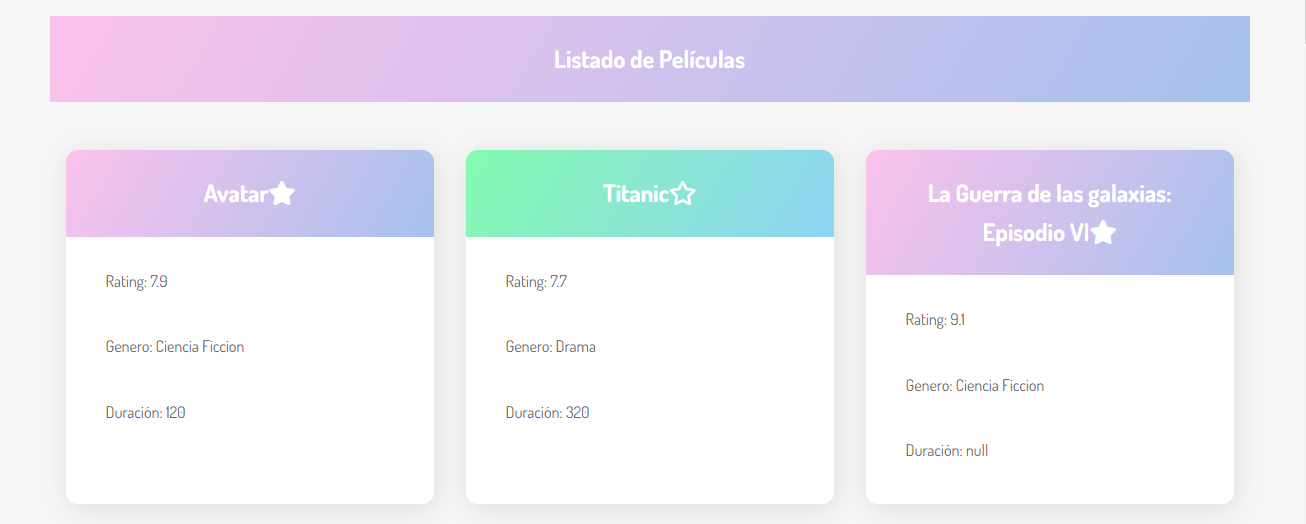 Listado de Películas
Avatar
Rating: 7.9
Genero: Ciencia Ficcion
Duración: 120
Titanic
Rating: 7.7
Genero: Drama
Duración: 320
La Guerra de las galaxias:
Episodio VI
Rating: 9.1
Genero: Ciencia Ficcion
Duración: null